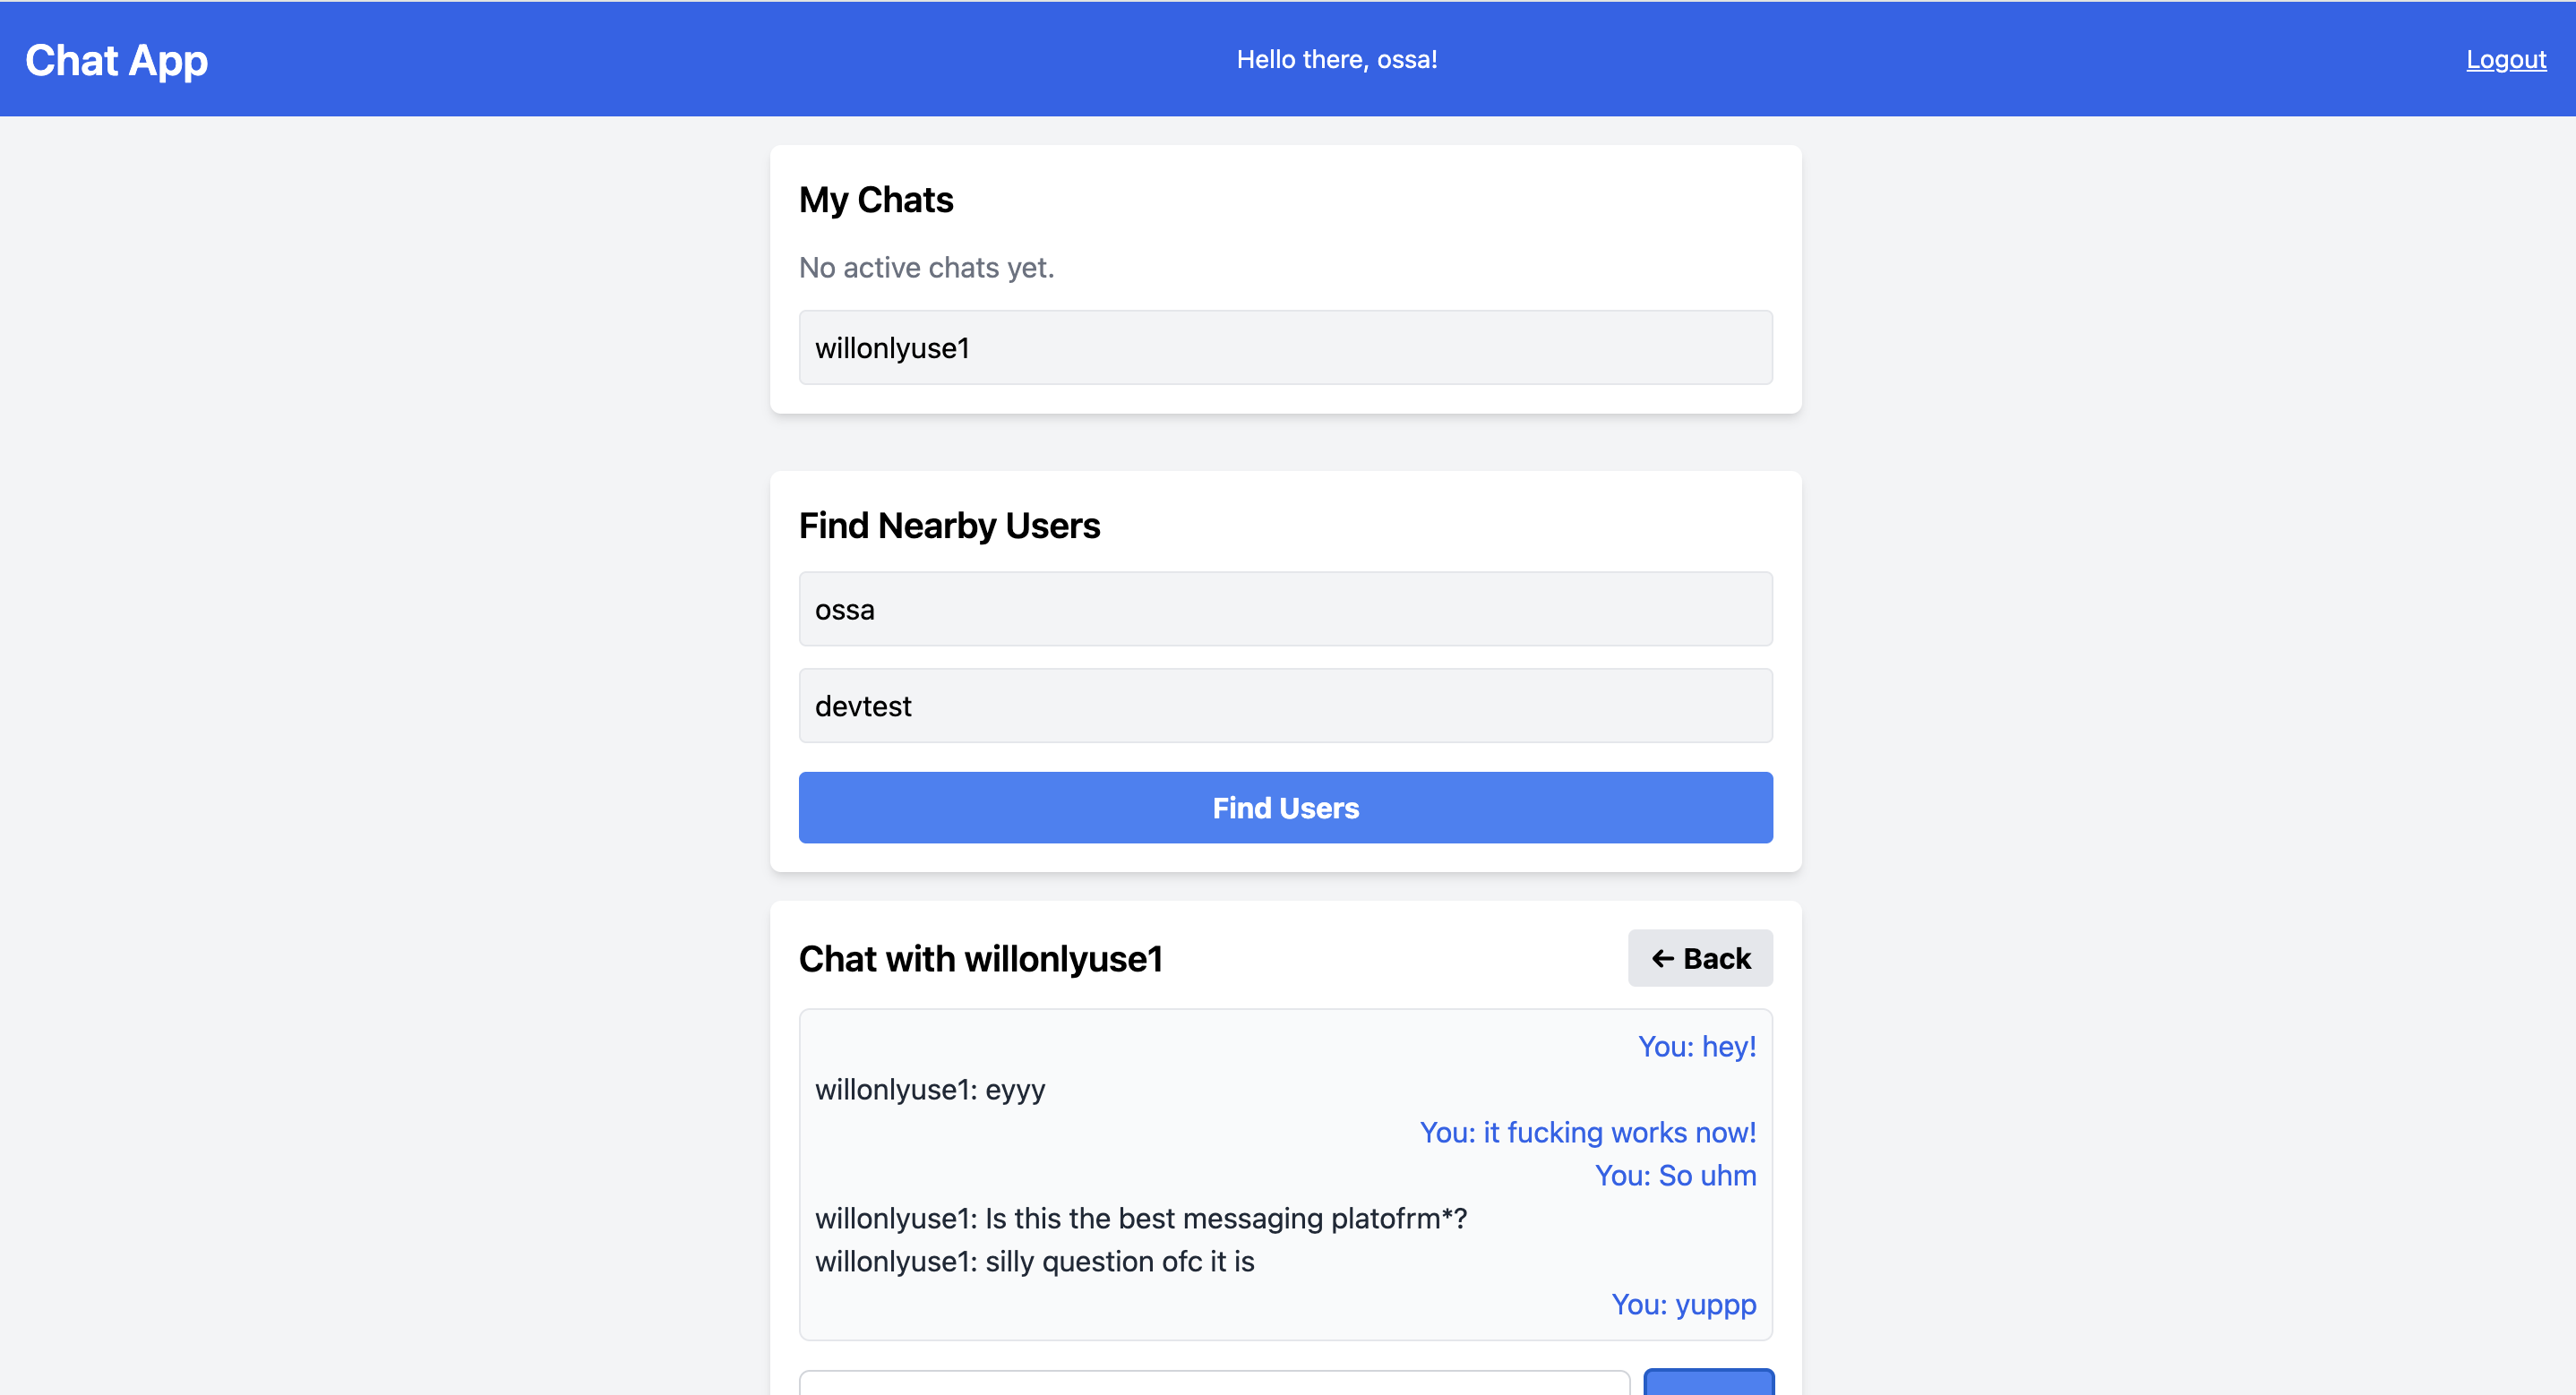 Chat App
Hello there, ossa!
Logout
My Chats
No active chats yet.
willonlyuse1
Find Nearby Users
ossa
devtest
Find Users
Chat with willonlyuse1
← Back
You: hey!
willonlyuse1: eyyy
You: it fucking works now!
You: So uhm
willonlyuse1: Is this the best messaging platofrm*?
willonlyuse1: silly question ofc it is
You: yuppp